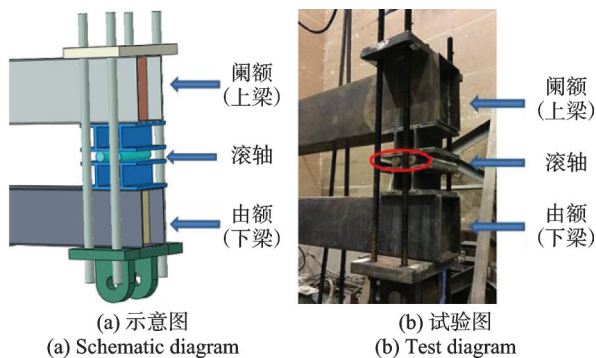 阑额
(上梁)
滚轴
由额
(下梁)
(a) 示意图
(a) Schematic diagram
阑额
(上梁)
滚轴
由额
(下梁)
(b) 试验图
(b) Test diagram